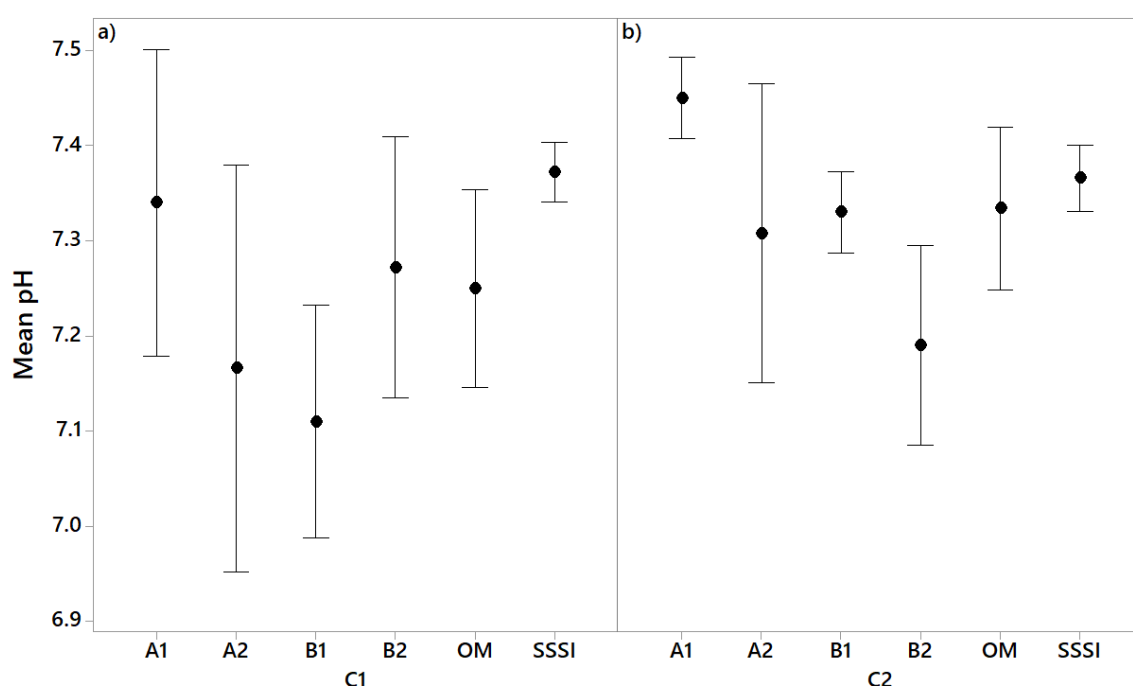 a)
b)
7.5
7.4
7.3
7.2
7.1
7.0
6.9
Mean pH
A1 A2 B1 B2 OM SSSI
A1 A2 B1 B2 OM SSSI
C1
C2